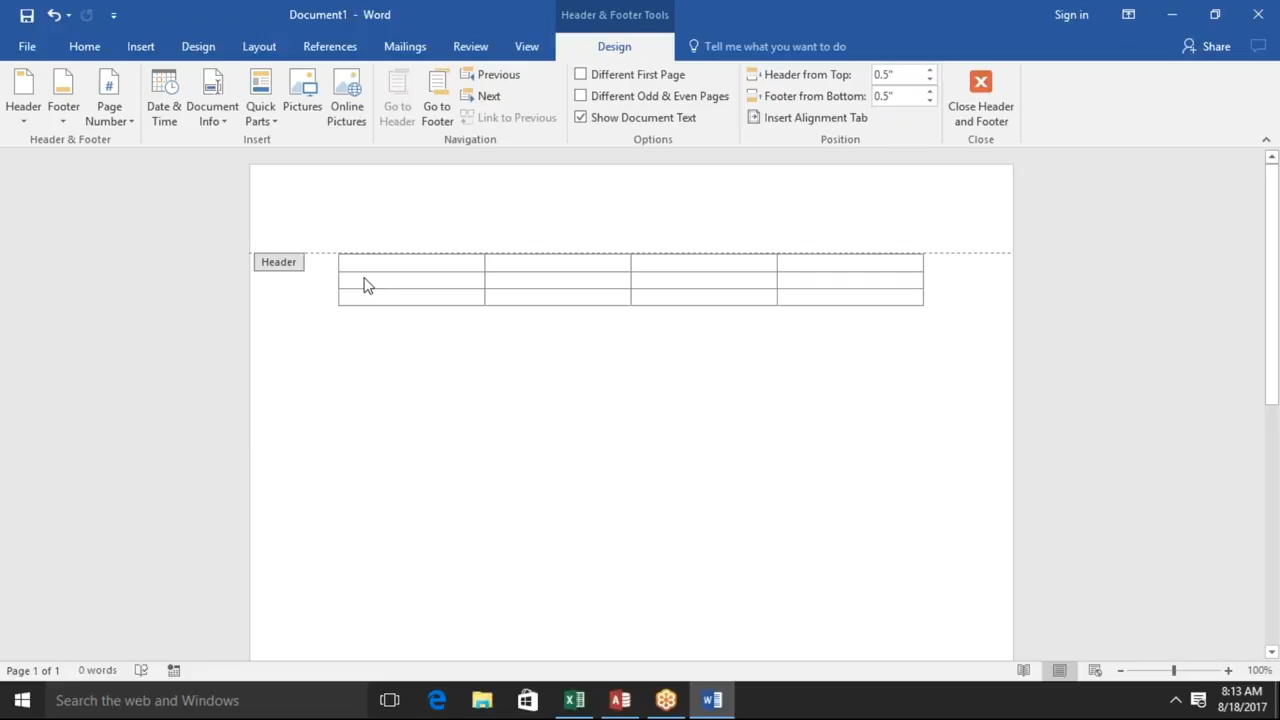 Document1 - Word
Header & Footer Tools
Sign in
File
Home
Insert
Design
Layout
References
Mailings
Review
View
Design
Tell me what you want to do
Share
Header
Footer
Page Number
Header & Footer
Date & Time
Document Info
Quick Parts
Pictures
Online Pictures
Insert
Go to Header
Go to Footer
Previous
Next
Link to Previous
Navigation
Different First Page
Different Odd & Even Pages
Show Document Text
Options
Header from Top: 0.5"
Footer from Bottom: 0.5"
Insert Alignment Tab
Position
Close Header and Footer
Close
Header
Page 1 of 1
0 words
100%
Search the web and Windows
8:13 AM
8/18/2017